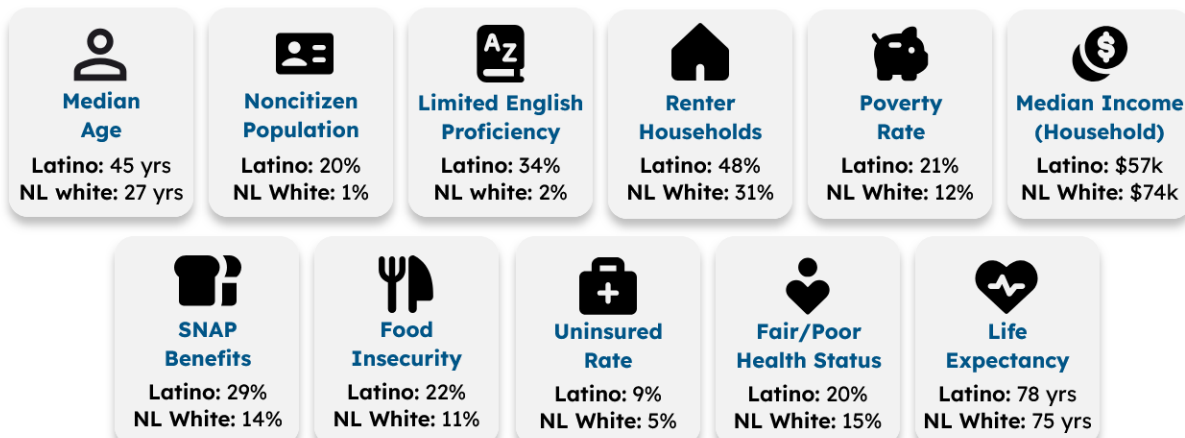 AZ
Median
Age
Latino: 45 yrs
NL white: 27 yrs
Noncitizen
Population
Latino: 20%
NL White: 1%
Limited English
Proficiency
Latino: 34%
NL white: 2%
Renter
Households
Latino: 48%
NL White: 31%
Poverty
Rate
Latino: 21%
NL White: 12%
$
Median Income
(Household)
Latino: $57k
NL White: $74k
SNAP
Benefits
Latino: 29%
NL White: 14%
Food
Insecurity
Latino: 22%
NL White: 11%
Uninsured
Rate
Latino: 9%
NL White: 5%
Fair/Poor
Health Status
Latino: 20%
NL White: 15%
Life
Expectancy
Latino: 78 yrs
NL White: 75 yrs